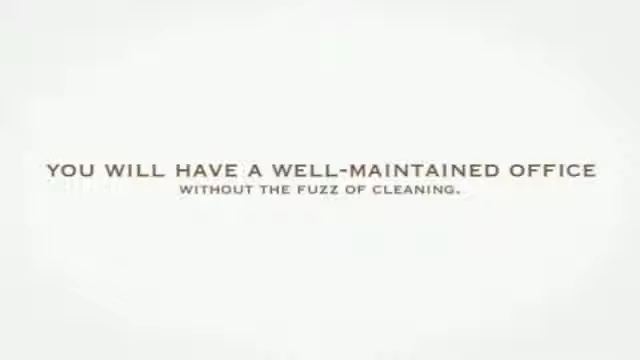 YOU WILL HAVE A WELL-MAINTAINED OFFICE
WITHOUT THE FUZZ OF CLEANING.